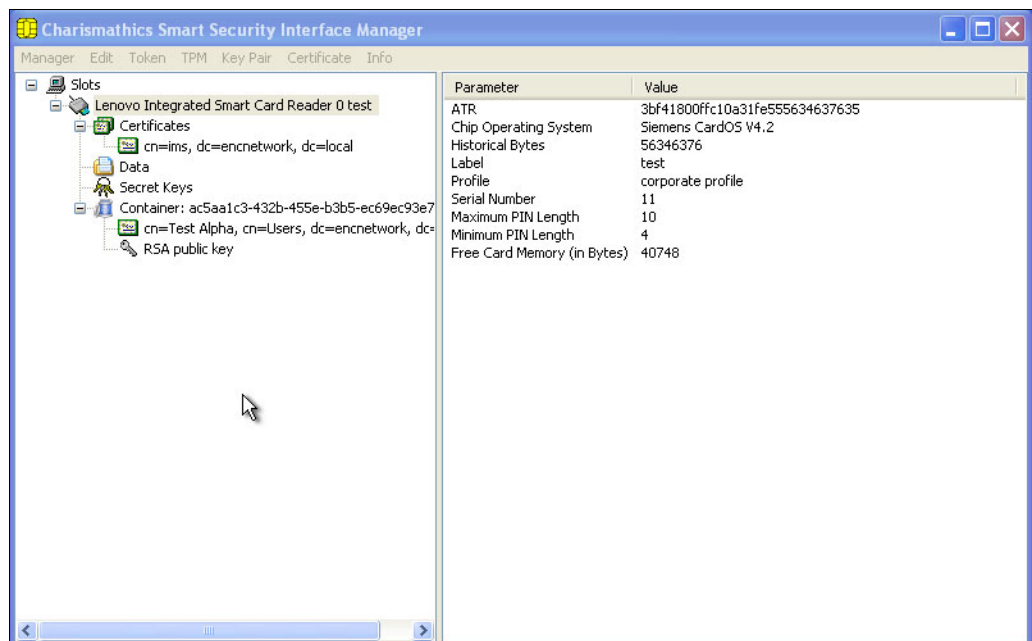 Charismathics Smart Security Interface Manager
Manager Edit Token TPM Key Pair Certificate Info
Slots
Lenovo Integrated Smart Card Reader 0 test
Certificates
cn=ims, dc=encnetwork, dc=local
Data
Secret Keys
Container: ac5aa1c3-432b-455e-b3b5-ec69ec93e7
cn=Test Alpha, cn=Users, dc=encnetwork, dc=
RSA public key
Parameter Value
ATR 3bf41800ffc10a31fe555634637635
Chip Operating System Siemens CardOS V4.2
Historical Bytes 56346376
Label test
Profile corporate profile
Serial Number 11
Maximum PIN Length 10
Minimum PIN Length 4
Free Card Memory (in Bytes) 40748